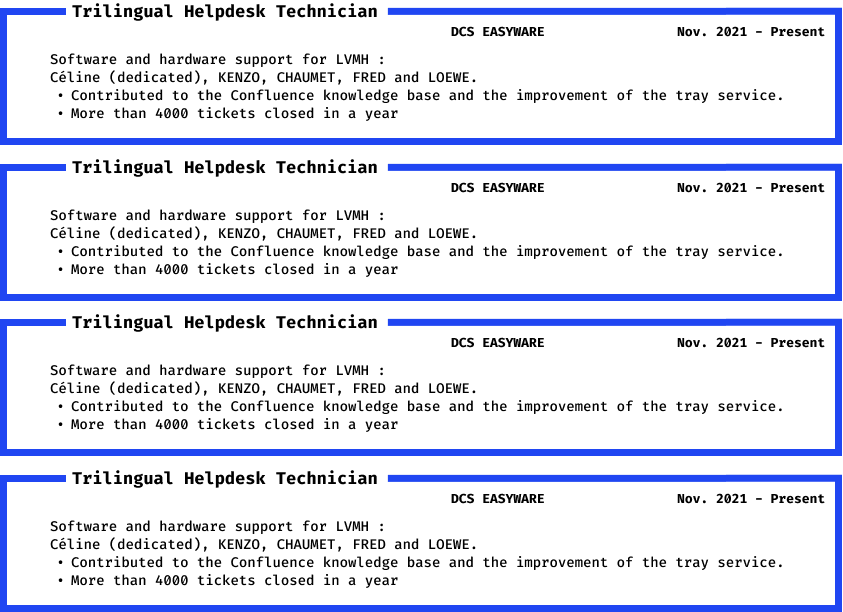 Trilingual Helpdesk Technician
DCS EASYWARE Nov. 2021 - Present
Software and hardware support for LVMH :
Céline (dedicated), KENZO, CHAUMET, FRED and LOEWE.
• Contributed to the Confluence knowledge base and the improvement of the tray service.
• More than 4000 tickets closed in a year
Trilingual Helpdesk Technician
DCS EASYWARE Nov. 2021 - Present
Software and hardware support for LVMH :
Céline (dedicated), KENZO, CHAUMET, FRED and LOEWE.
• Contributed to the Confluence knowledge base and the improvement of the tray service.
• More than 4000 tickets closed in a year
Trilingual Helpdesk Technician
DCS EASYWARE Nov. 2021 - Present
Software and hardware support for LVMH :
Céline (dedicated), KENZO, CHAUMET, FRED and LOEWE.
• Contributed to the Confluence knowledge base and the improvement of the tray service.
• More than 4000 tickets closed in a year
Trilingual Helpdesk Technician
DCS EASYWARE Nov. 2021 - Present
Software and hardware support for LVMH :
Céline (dedicated), KENZO, CHAUMET, FRED and LOEWE.
• Contributed to the Confluence knowledge base and the improvement of the tray service.
• More than 4000 tickets closed in a year